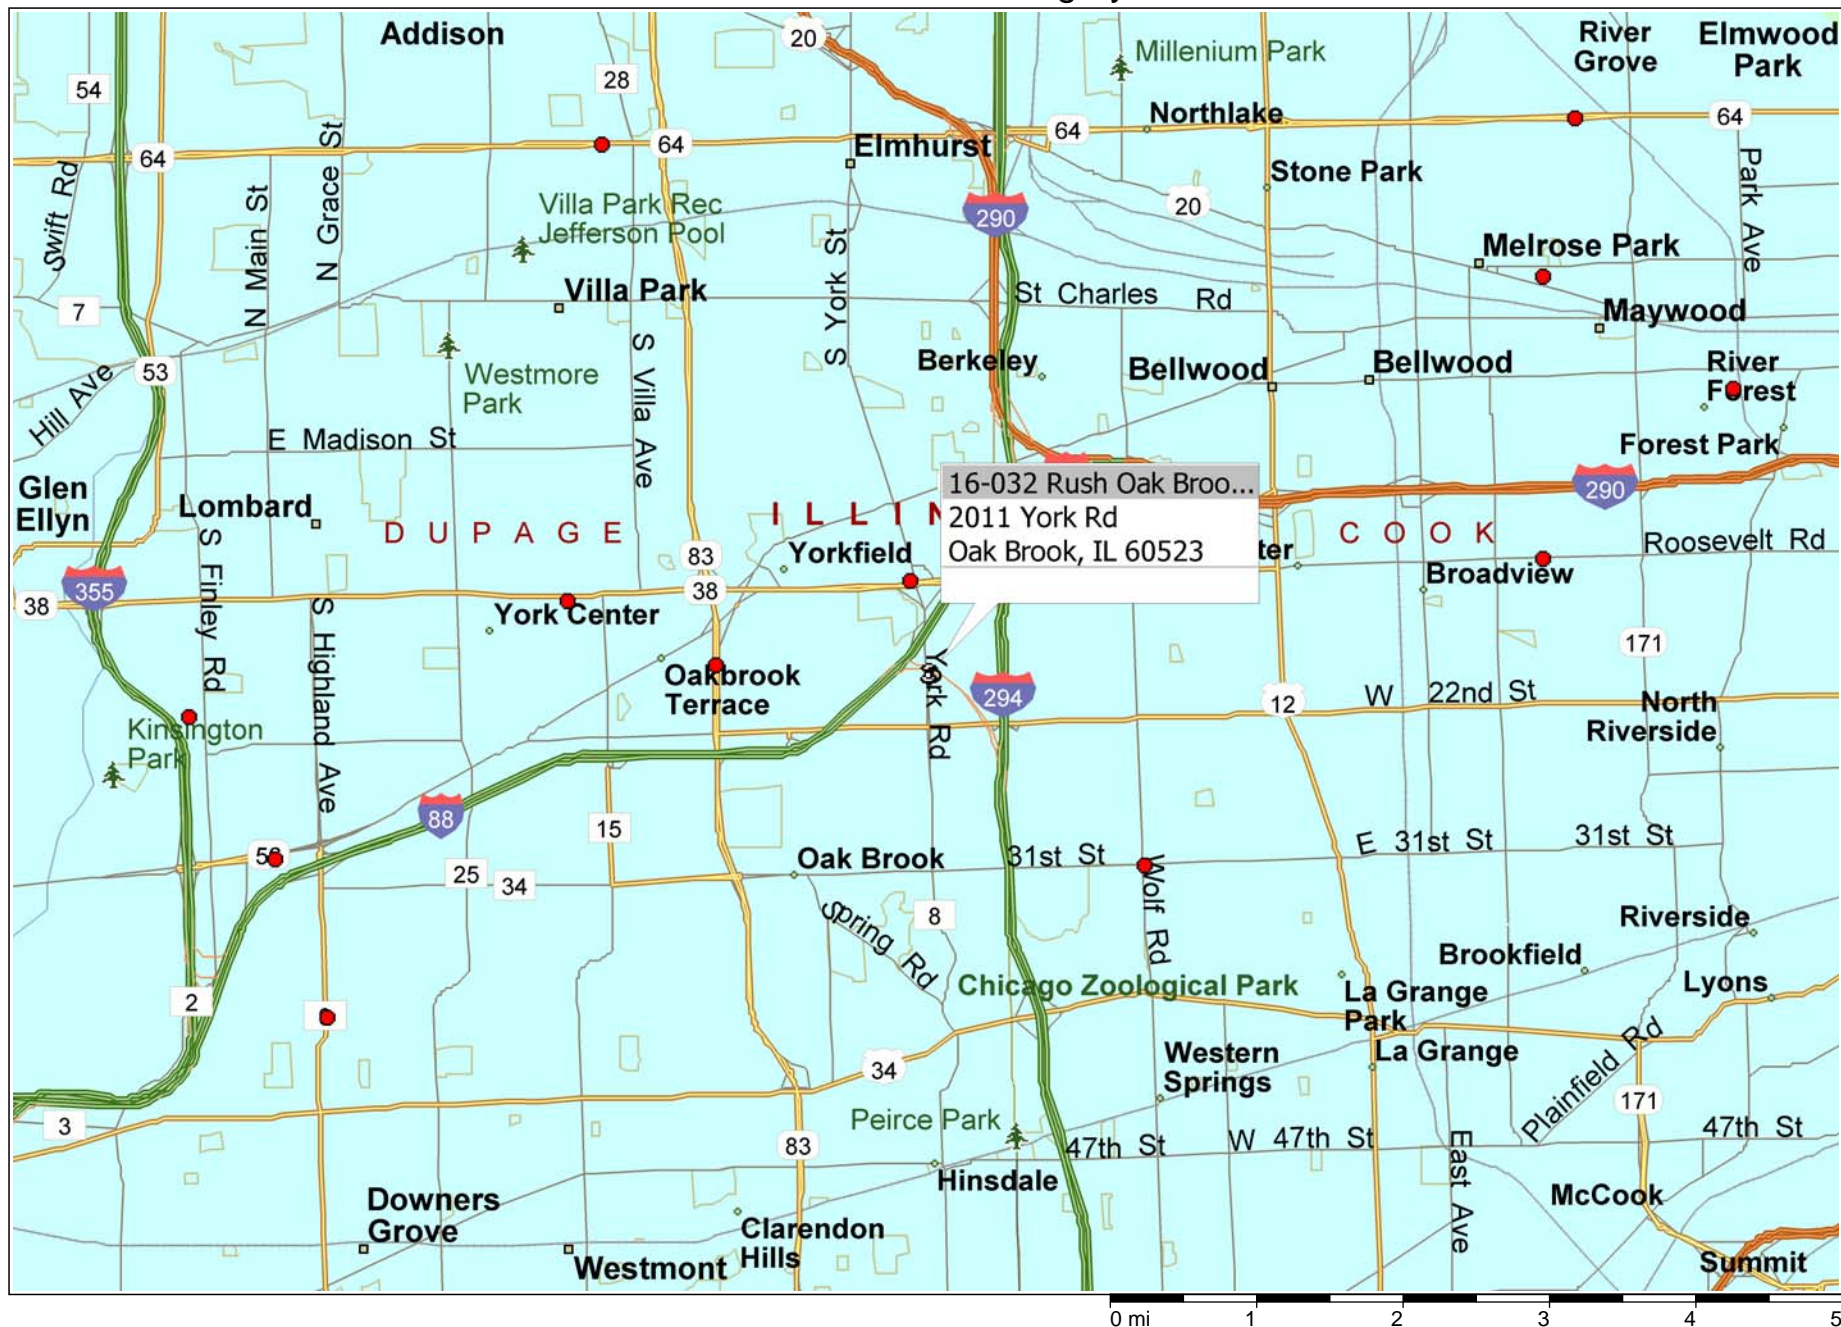 Addison
20
Millenium Park
River
Grove
Elmwood
Park
54
28
Northlake
64
64
64
64
Elmhurst
Stone Park
Swift Rd
N Main St
N Grace St
Villa Park Rec
Jefferson Pool
290
20
Park Ave
Melrose Park
7
Villa Park
S York St
St Charles Rd
Maywood
53
Hill Ave
Westmore
Park
S Villa Ave
Berkeley
Bellwood
Bellwood
River
Forest
E Madison St
Forest Park
Glen
Ellyn
Lombard
16-032 Rush Oak Broo...
2011 York Rd
Oak Brook, IL 60523
290
DUPAGE
ILLIN
COOK
83
Yorkfield
ter
Roosevelt Rd
355
38
38
S Finley Rd
York Center
Broadview
S Highland Ave
171
Oakbrook
Terrace
York Rd
294
12
W 22nd St
North
Riverside
Kinsington
Park
88
15
Oak Brook
31st St
E 31st St
31st St
25
34
Wolf Rd
8
Spring Rd
Riverside
Brookfield
Chicago Zoological Park
La Grange
Park
Lyons
2
34
Western
Springs
La Grange
Plainfield Rd
3
Peirce Park
171
83
47th St
W 47th St
47th St
East Ave
Hinsdale
McCook
Downers
Grove
Clarendon
Hills
Westmont
Summit
0 mi 1 2 3 4 5